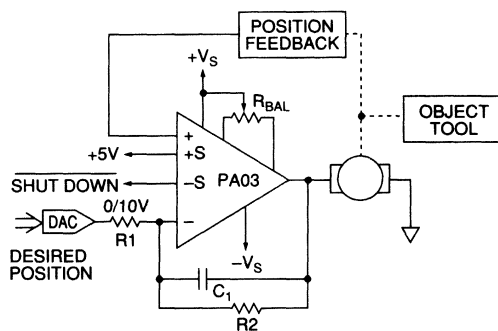 POSITION
FEEDBACK
+VS
RBAL
OBJECT
TOOL
+
+5V
+S
PA03
SHUT DOWN
–S
0/10V
DAC
–
R1
DESIRED
POSITION
–VS
C1
R2